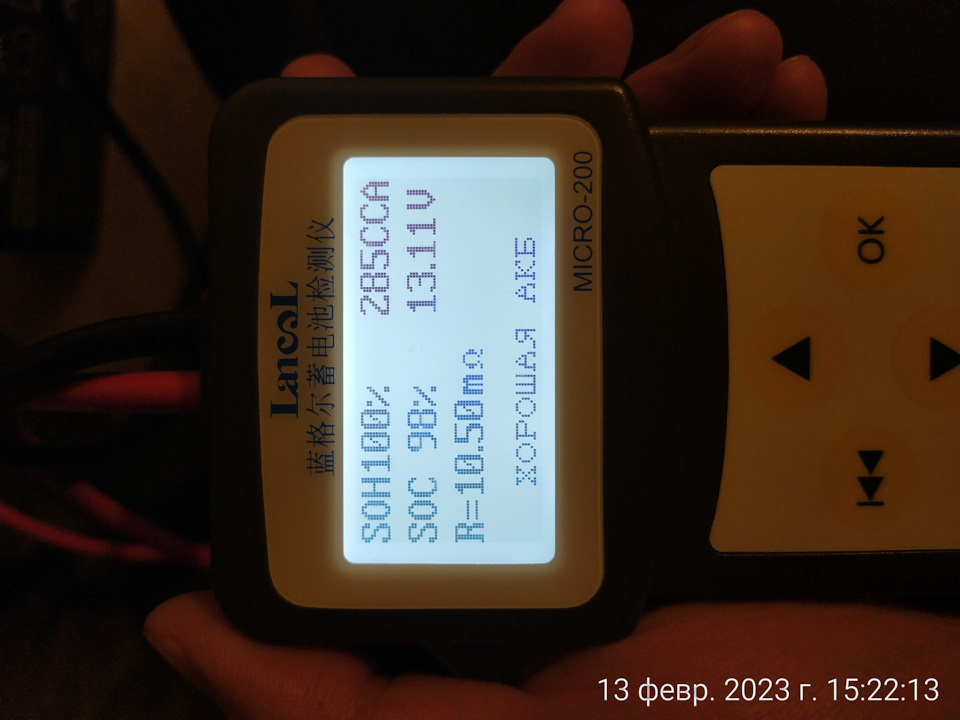 LancoL
蓝格尔蓄电池检测仪
SOH100% 285CCA
SOC 98% 13.11V
R=10.50mΩ
ХОРОШАЯ АКБ
MICRO-200
OK
13 февр. 2023 г. 15:22:13